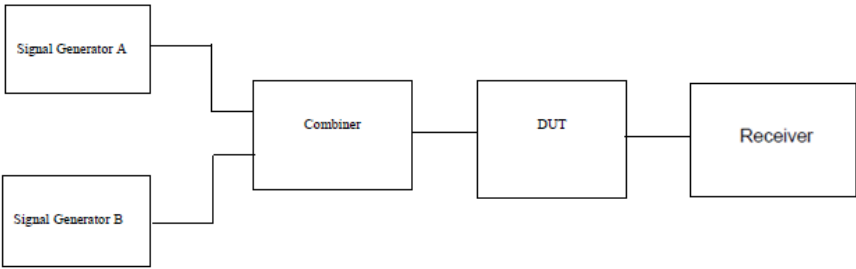 Signal Generator A
Combiner
DUT
Receiver
Signal Generator B